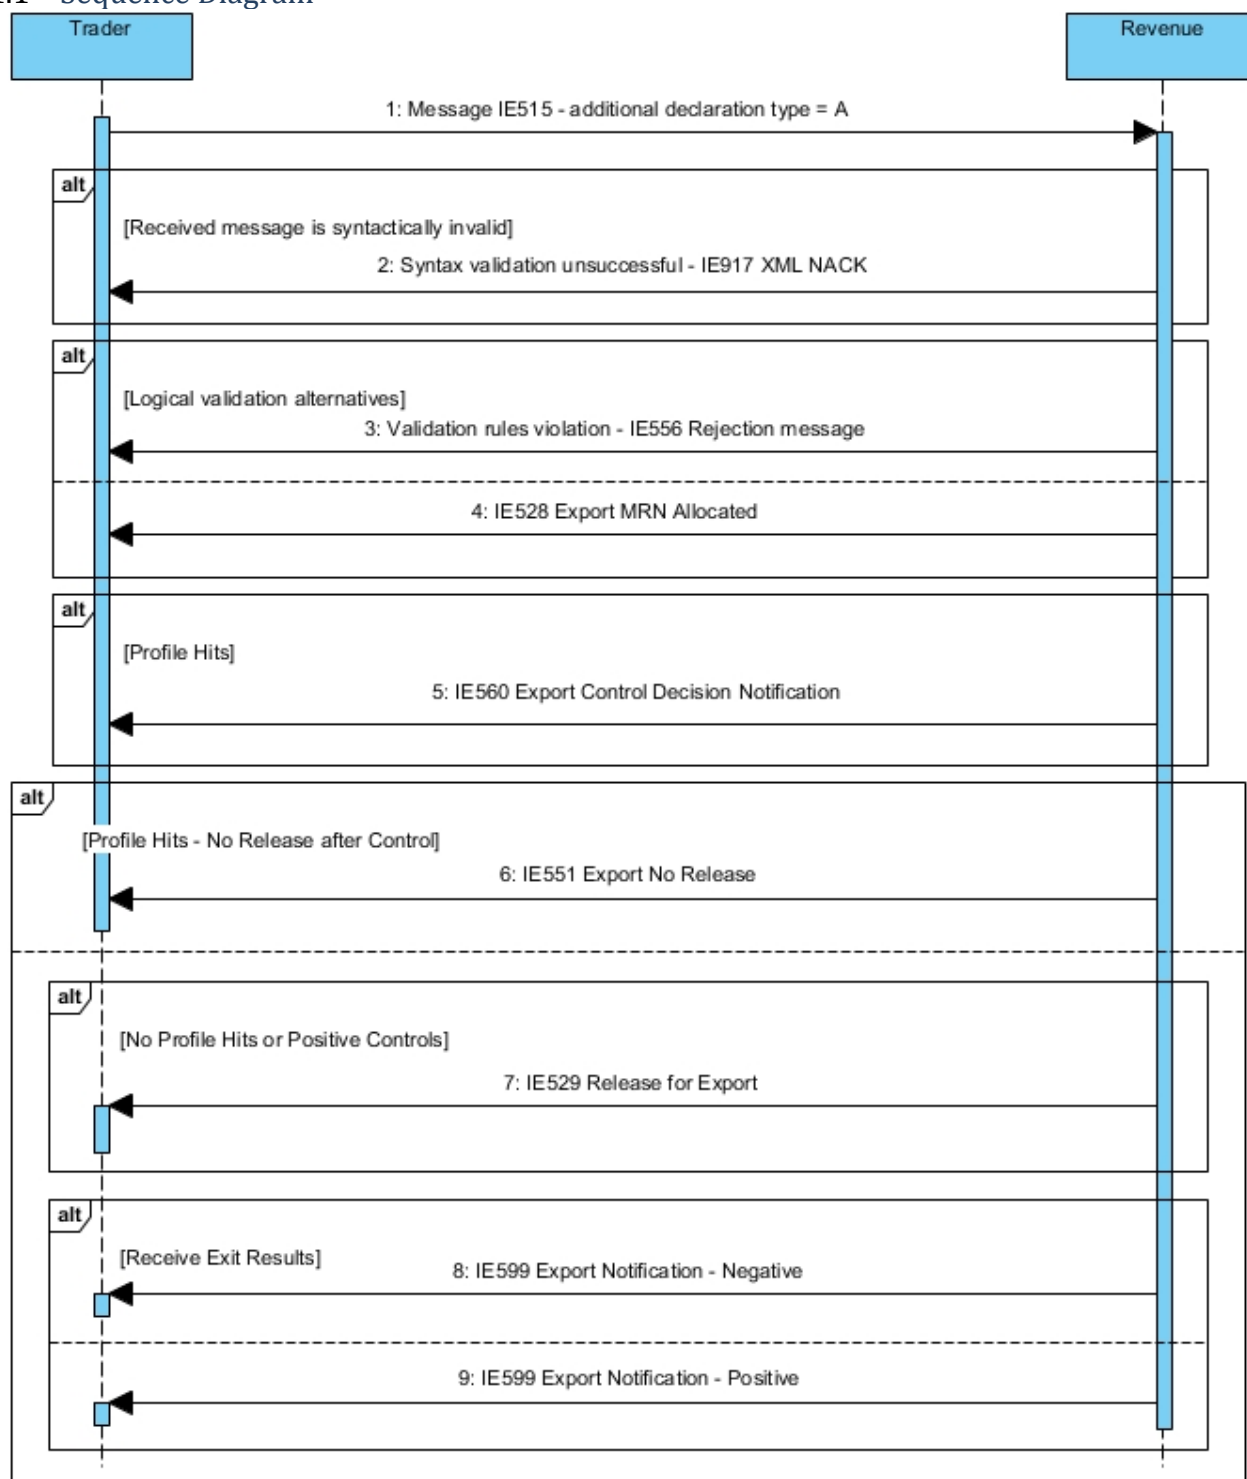 Sequence Diagram
Trader
Revenue
1: Message IE515 - additional declaration type = A
alt
[Received message is syntactically invalid]
2: Syntax validation unsuccessful - IE917 XML NACK
alt
[Logical validation alternatives]
3: Validation rules violation - IE556 Rejection message
4: IE528 Export MRN Allocated
alt
[Profile Hits]
5: IE560 Export Control Decision Notification
alt
[Profile Hits - No Release after Control]
6: IE551 Export No Release
alt
[No Profile Hits or Positive Controls]
7: IE529 Release for Export
alt
[Receive Exit Results]
8: IE599 Export Notification - Negative
9: IE599 Export Notification - Positive